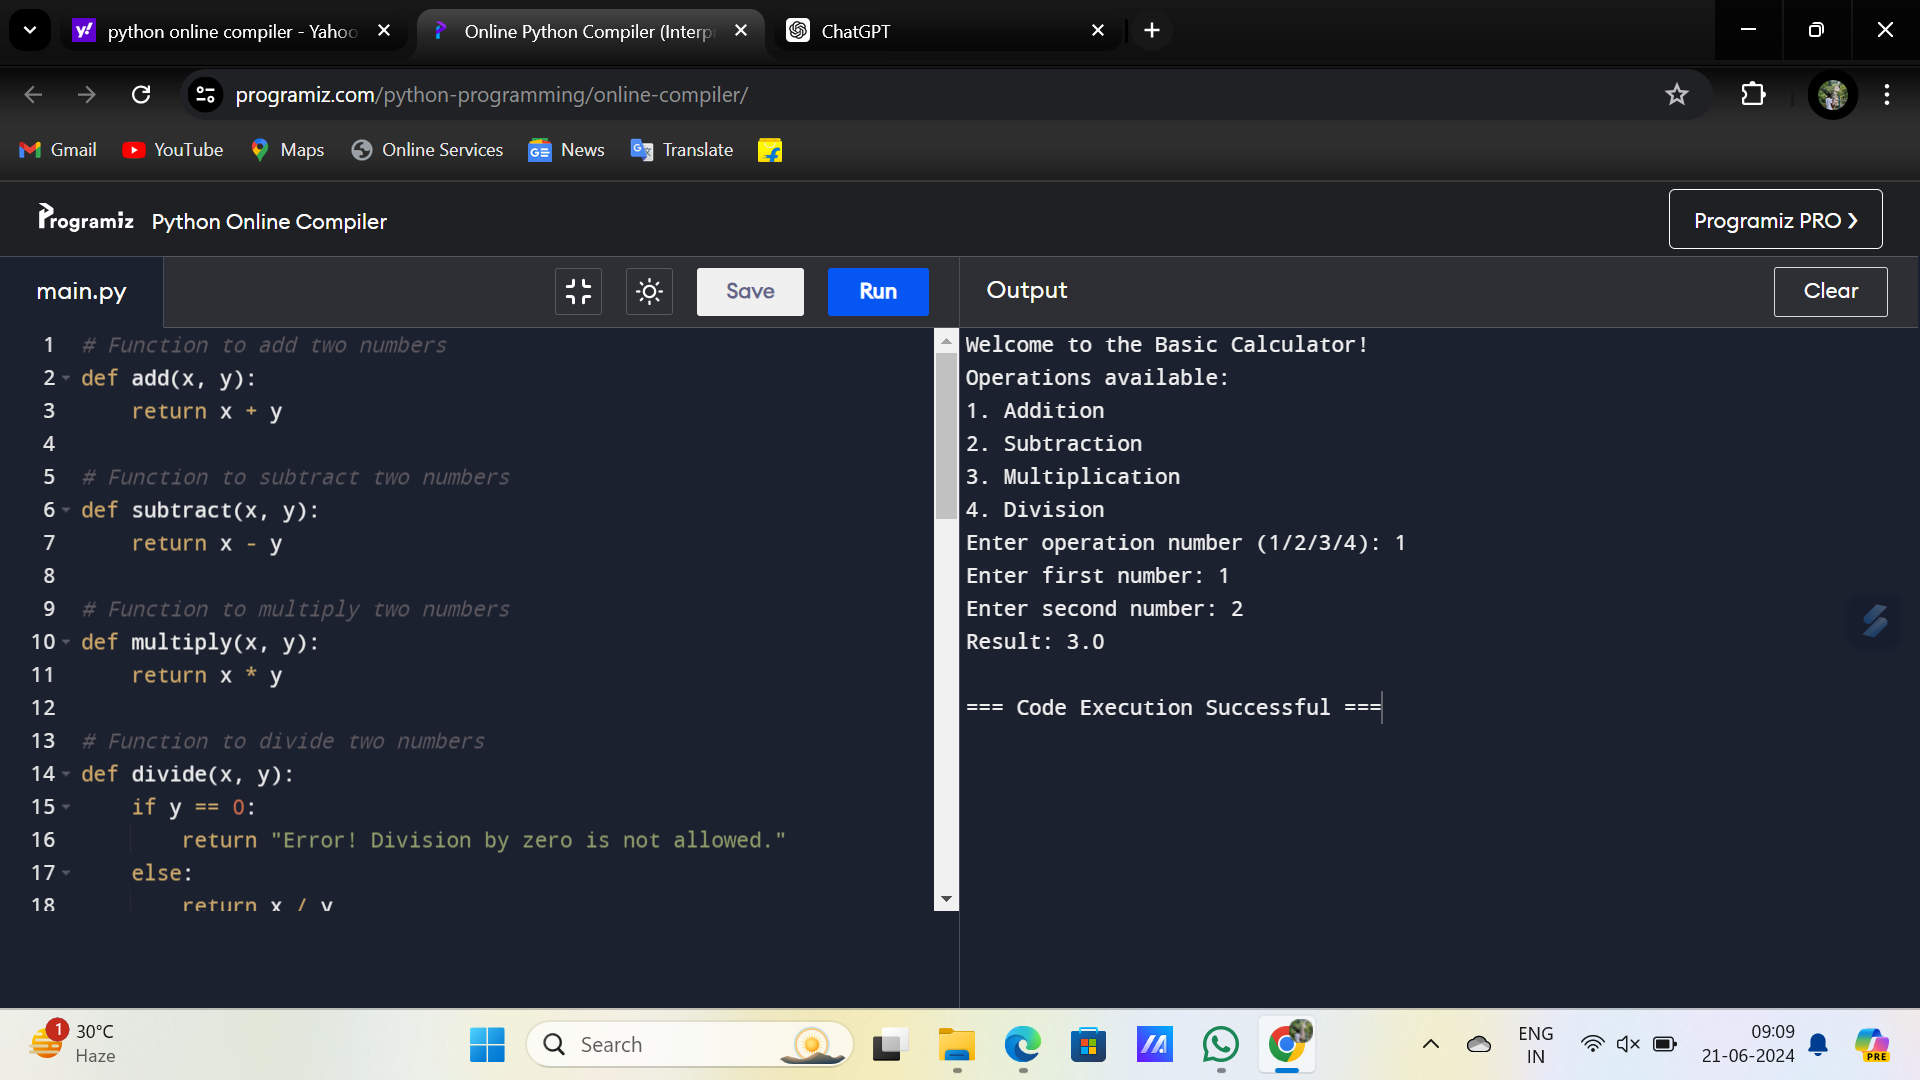 python online compiler - Yahoo
Online Python Compiler (Interp
ChatGPT
programiz.com/python-programming/online-compiler/
Gmail
YouTube
Maps
Online Services
News
Translate
Programiz Python Online Compiler
Programiz PRO
main.py
Save
Run
Output
Clear
1 # Function to add two numbers
2 def add(x, y):
3     return x + y
4
5 # Function to subtract two numbers
6 def subtract(x, y):
7     return x - y
8
9 # Function to multiply two numbers
10 def multiply(x, y):
11     return x * y
12
13 # Function to divide two numbers
14 def divide(x, y):
15     if y == 0:
16         return "Error! Division by zero is not allowed."
17     else:
18         return x / y
Welcome to the Basic Calculator!
Operations available:
1. Addition
2. Subtraction
3. Multiplication
4. Division
Enter operation number (1/2/3/4): 1
Enter first number: 1
Enter second number: 2
Result: 3.0
=== Code Execution Successful ===
1
30°C
Haze
Search
ENG
IN
09:09
21-06-2024
PRE